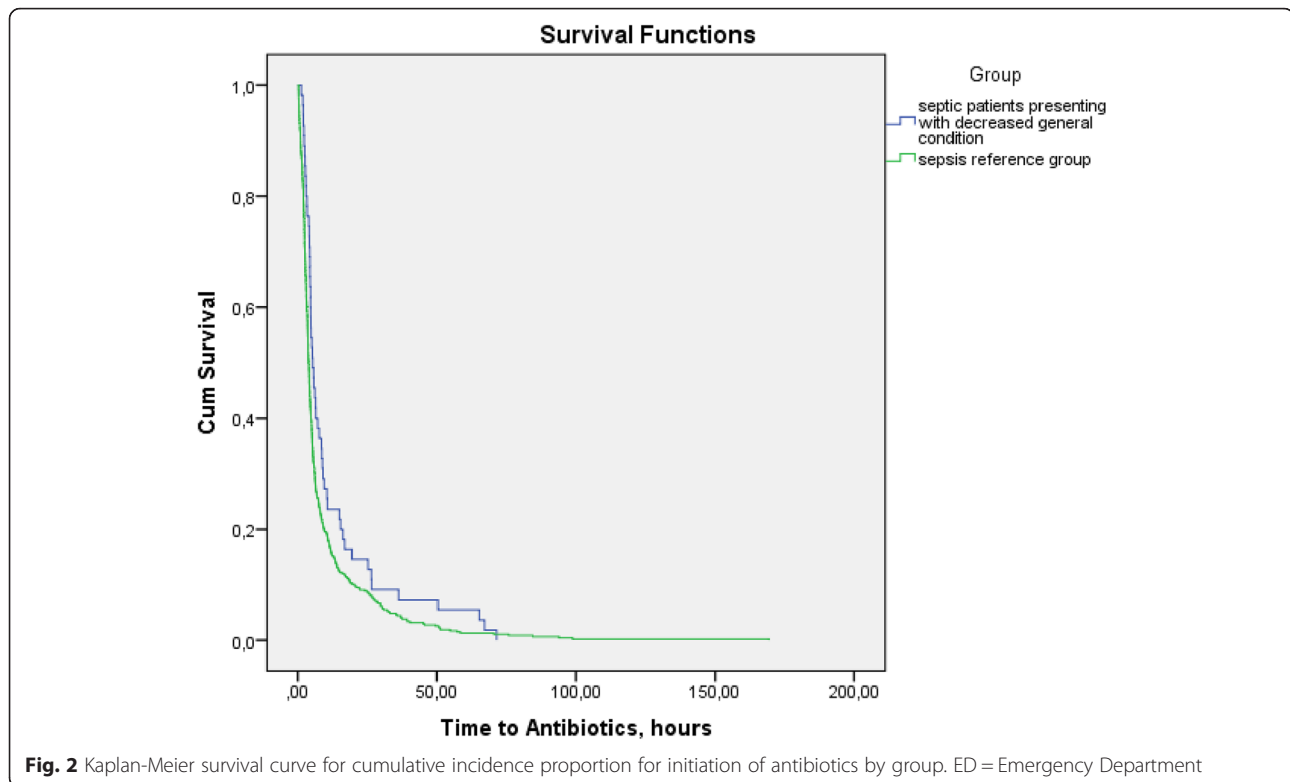 Survival Functions
Group
septic patients presenting
with decreased general
condition
sepsis reference group
Cum Survival
1,0
0,8
0,6
0,4
0,2
0,0
,00
50,00
100,00
150,00
200,00
Time to Antibiotics, hours
Fig. 2 Kaplan-Meier survival curve for cumulative incidence proportion for initiation of antibiotics by group. ED = Emergency Department